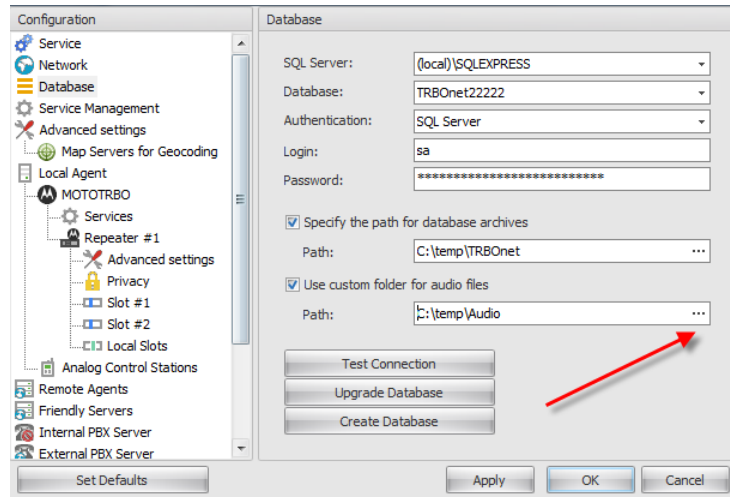 Configuration
Service
Network
Database
Service Management
Advanced settings
Map Servers for Geocoding
Local Agent
MOTOTRBO
Services
Repeater #1
Advanced settings
Privacy
Slot #1
Slot #2
Local Slots
Analog Control Stations
Remote Agents
Friendly Servers
Internal PBX Server
External PBX Server
Set Defaults
Database
SQL Server: (local)\SQLEXPRESS
Database: TRBOnet22222
Authentication: SQL Server
Login: sa
Password: **************************
Specify the path for database archives
Path: C:\temp\TRBOnet ...
Use custom folder for audio files
Path: C:\temp\Audio ...
Test Connection
Upgrade Database
Create Database
Apply OK Cancel